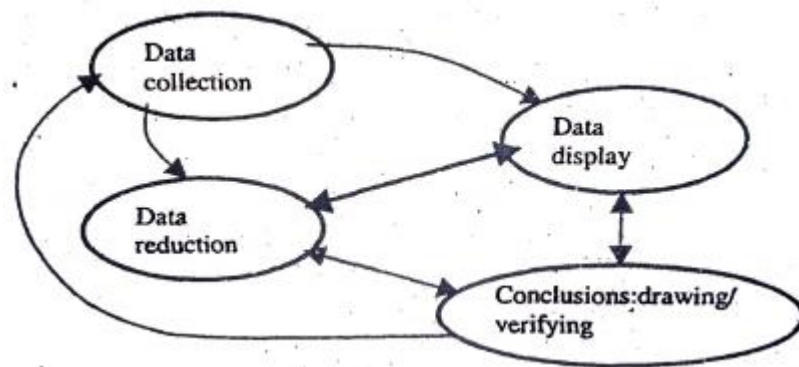 Data
collection
Data
display
Data
reduction
Conclusions:drawing/
verifying